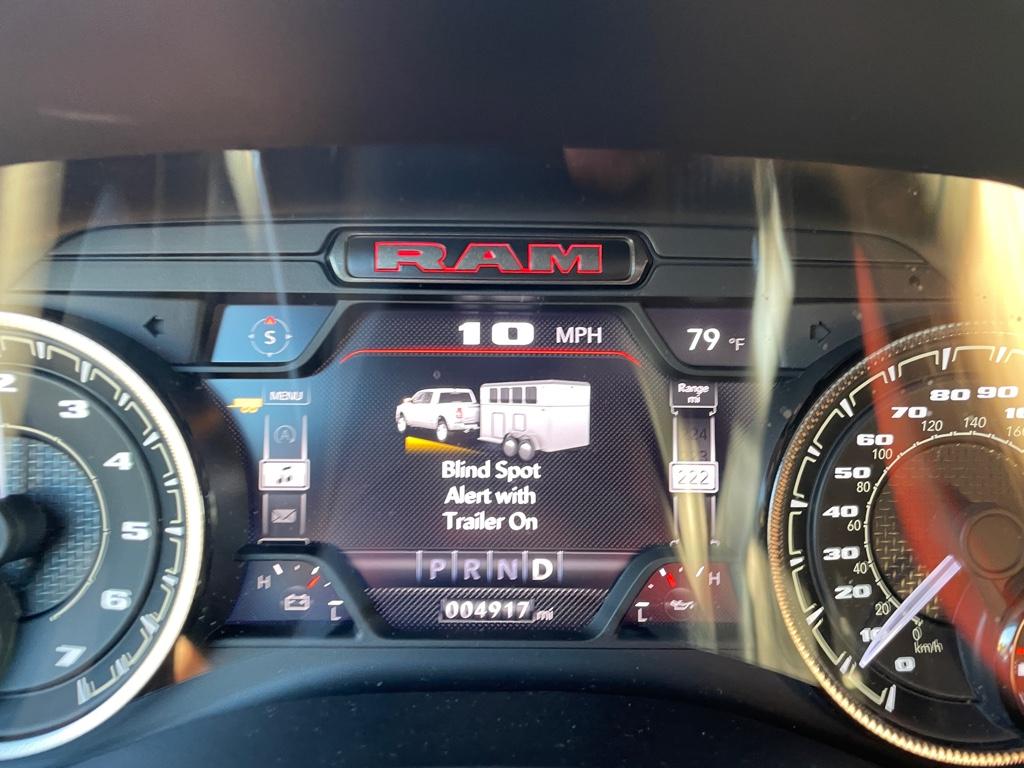 RAM
S
10 MPH
79 °F
MENU
A
Range
mi
222
Blind Spot
Alert with
Trailer On
P R N D
H
L
004917 mi
H
L
2
3
4
5
6
7
80 90
70
60
50
40
30
20
10
0
140
120
100
80
60
40
20
0
km/h